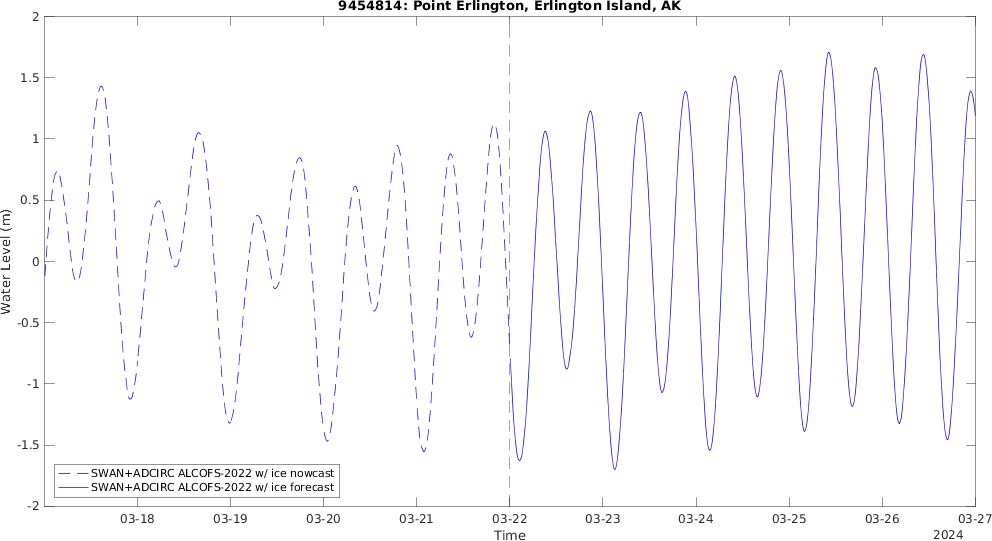 9454814: Point Erlington, Erlington Island, AK
2
1.5
1
0.5
0
-0.5
-1
-1.5
-2
Water Level (m)
SWAN+ADCIRC ALCOFS-2022 w/ ice nowcast
SWAN+ADCIRC ALCOFS-2022 w/ ice forecast
03-18 03-19 03-20 03-21 03-22 03-23 03-24 03-25 03-26 03-27
Time
2024